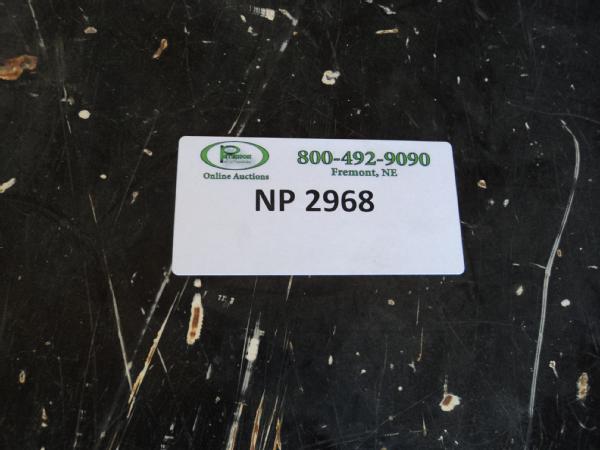 800-492-9090
Fremont, NE
Online Auctions
NP 2968